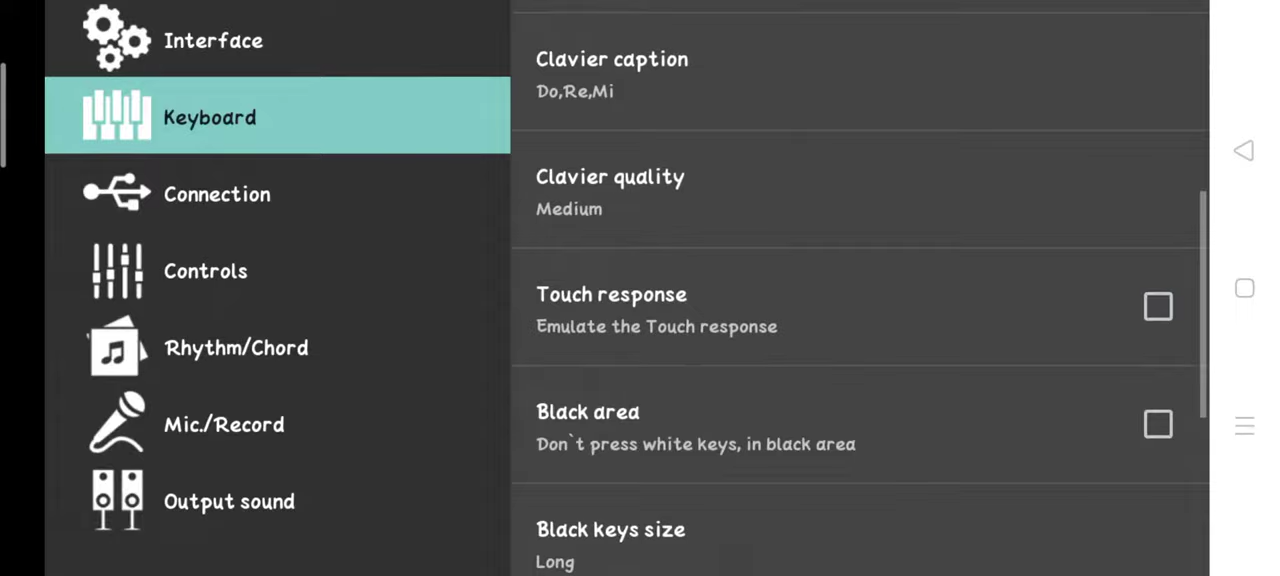 Interface
Keyboard
Connection
Controls
Rhythm/Chord
Mic./Record
Output sound
Clavier caption
Do,Re,Mi
Clavier quality
Medium
Touch response
Emulate the Touch response
Black area
Don`t press white keys, in black area
Black keys size
Long